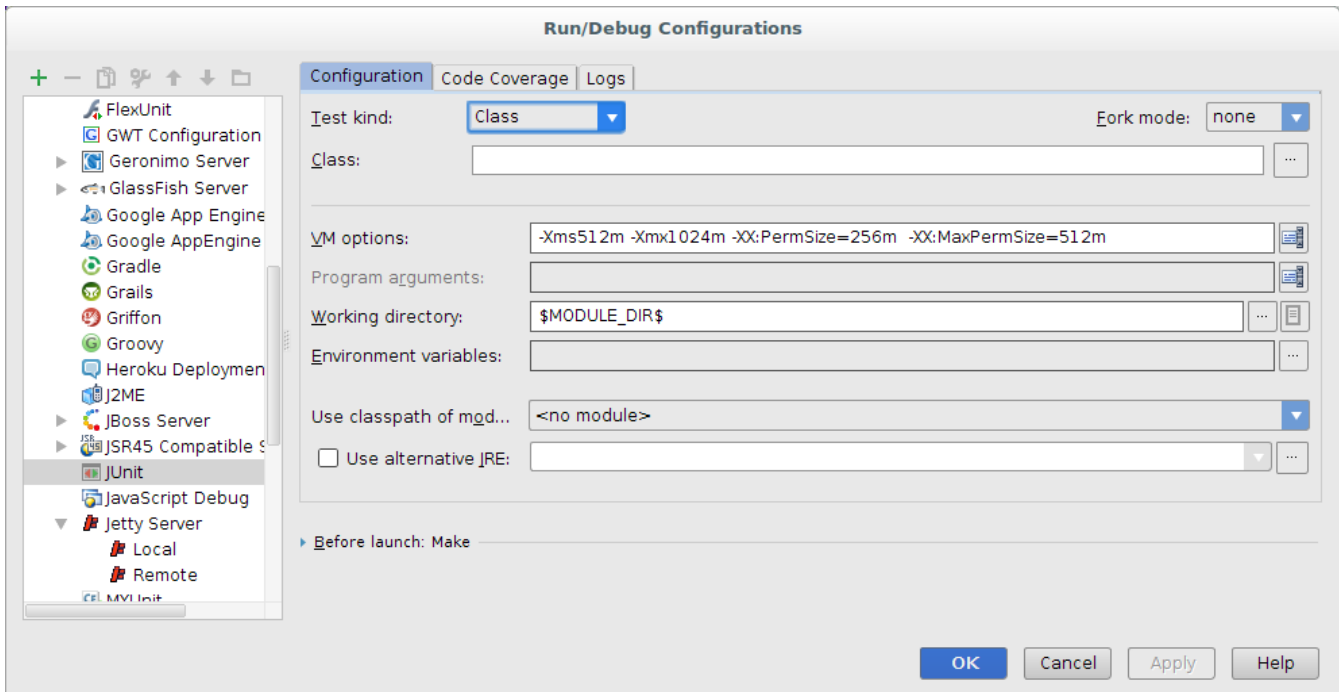 Run/Debug Configurations
FlexUnit
GWT Configuration
Geronimo Server
GlassFish Server
Google App Engine
Google AppEngine
Gradle
Grails
Griffon
Groovy
Heroku Deploymen
J2ME
JBoss Server
JSR45 Compatible S
JUnit
JavaScript Debug
Jetty Server
Local
Remote
MXUnit
Configuration Code Coverage Logs
Test kind: Class Fork mode: none
Class: ...
VM options: -Xms512m -Xmx1024m -XX:PermSize=256m -XX:MaxPermSize=512m
Program arguments:
Working directory: $MODULE_DIR$ ...
Environment variables: ...
Use classpath of mod... <no module>
Use alternative JRE: ...
Before launch: Make
OK Cancel Apply Help